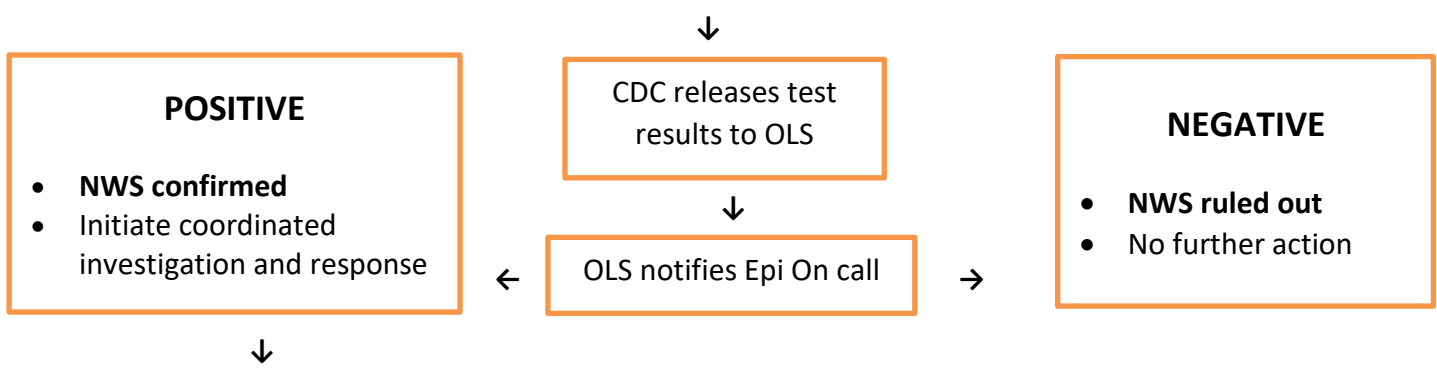 ↓
CDC releases test
results to OLS
↓
OLS notifies Epi On call
←
→
POSITIVE
• NWS confirmed
• Initiate coordinated
investigation and response
↓
NEGATIVE
• NWS ruled out
• No further action